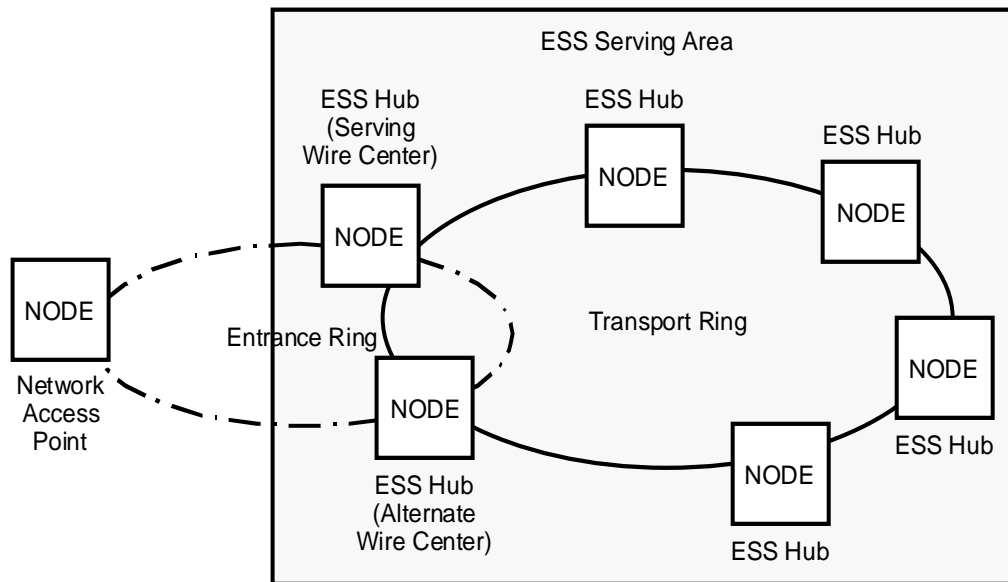 ESS Serving Area
ESS Hub
(Serving
Wire Center)
NODE
ESS Hub
NODE
ESS Hub
NODE
NODE
Network
Access
Point
Entrance Ring
Transport Ring
NODE
ESS Hub
NODE
ESS Hub
(Alternate
Wire Center)
NODE
ESS Hub